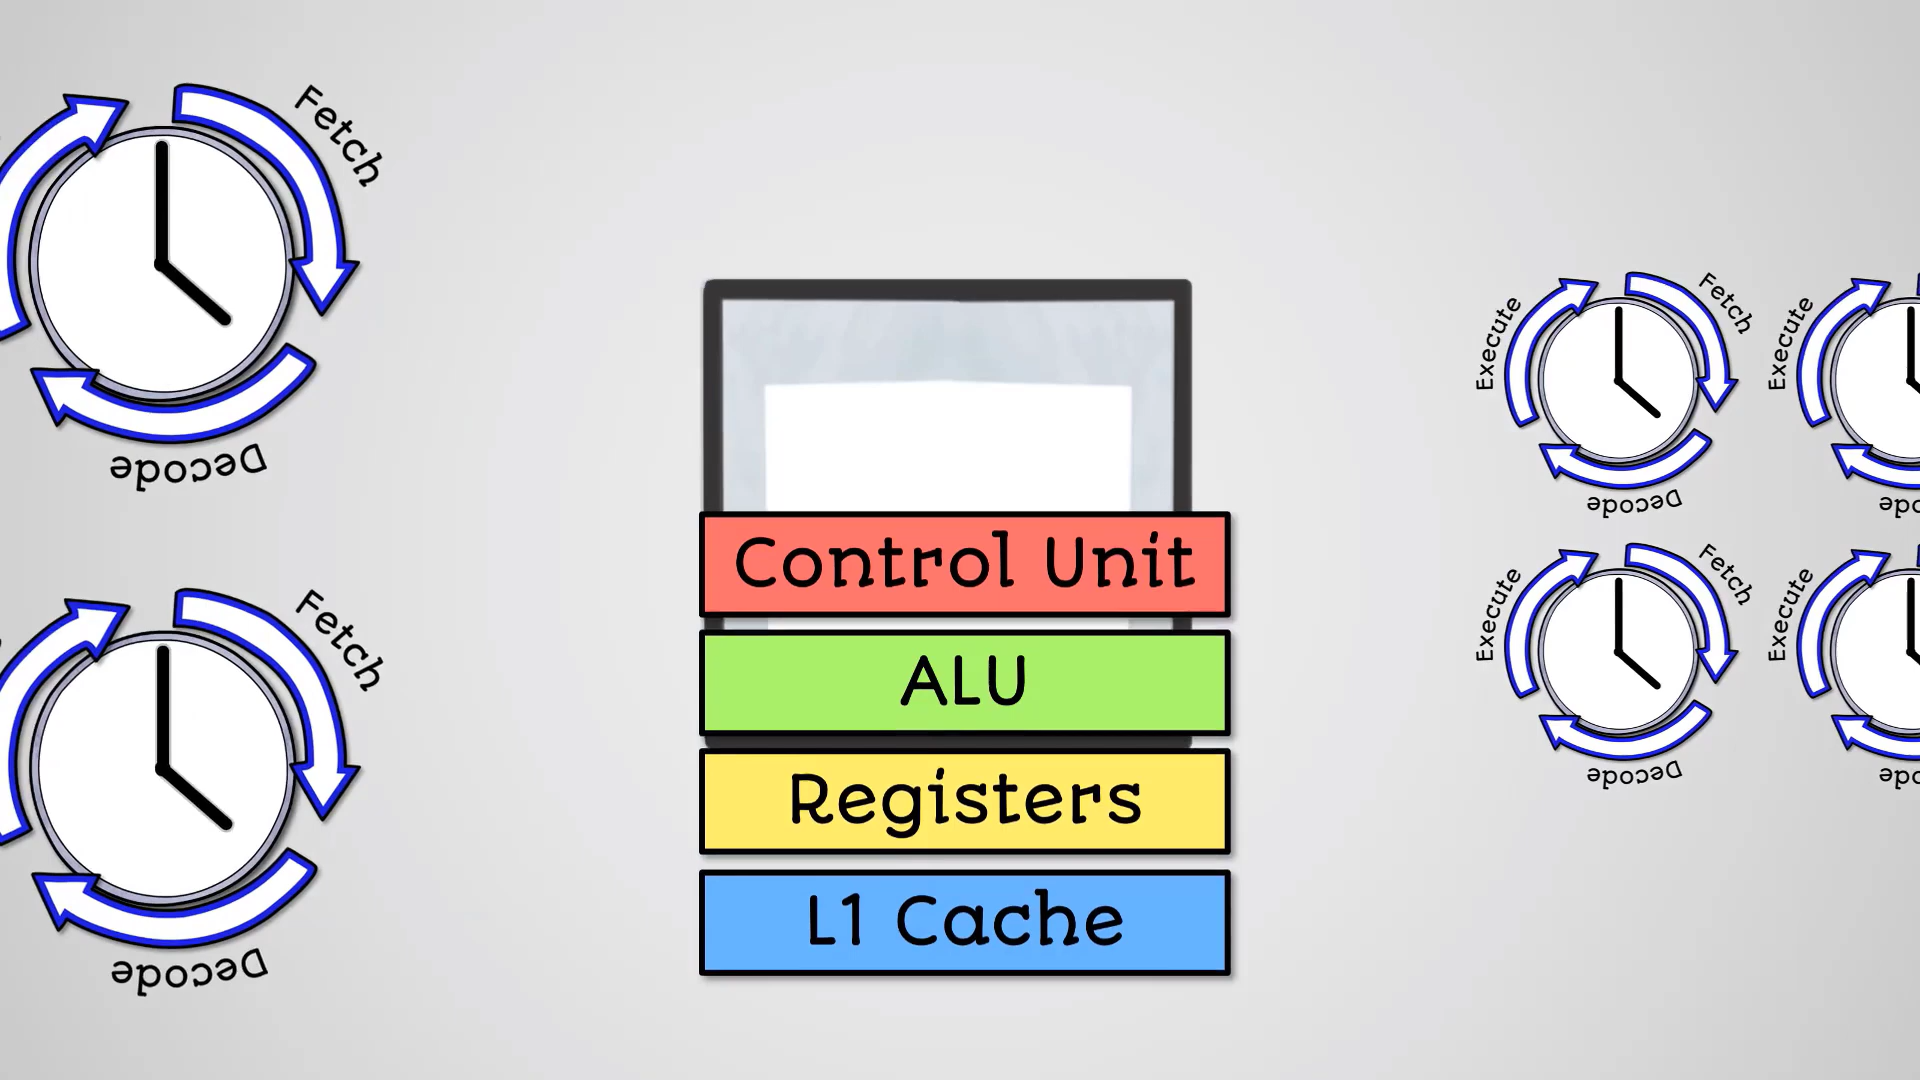 Fetch
Decode
Fetch
Decode
Control Unit
ALU
Registers
L1 Cache
Execute
Fetch
Decode
Execute
Execute
Fetch
Decode
Execute